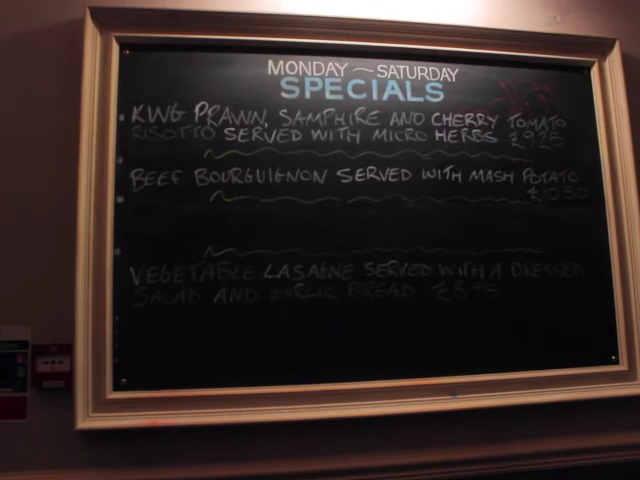 MONDAY — SATURDAY
SPECIALS
KING PRAWN, SAMPHIRE AND CHERRY TOMATO
RISOTTO SERVED WITH MICRO HERBS £9.25
BEEF BOURGUIGNON SERVED WITH MASH POTATO
£10.50
VEGETABLE LASAGNE SERVED WITH A DRESSED
SALAD AND GARLIC BREAD